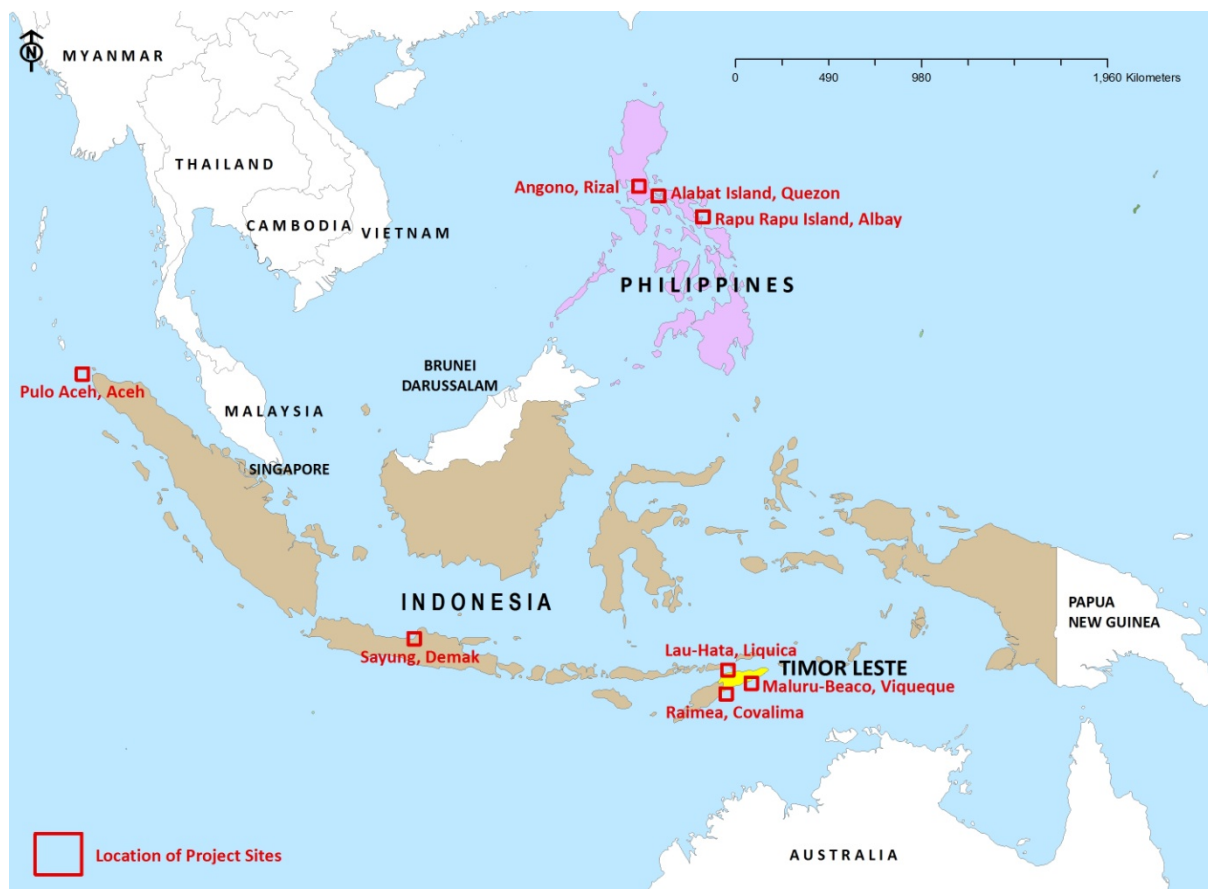 N
MYANMAR
0 490 980 1,960 Kilometers
THAILAND
CAMBODIA
VIETNAM
Angono, Rizal
Alabat Island, Quezon
Rapu Rapu Island, Albay
PHILIPPINES
Pulo Aceh, Aceh
BRUNEI
DARUSSALAM
MALAYSIA
SINGAPORE
INDONESIA
PAPUA
NEW GUINEA
Sayung, Demak
Lau-Hata, Liquica
TIMOR LESTE
Maluru-Beaco, Viqueque
Raimea, Covalima
Location of Project Sites
AUSTRALIA